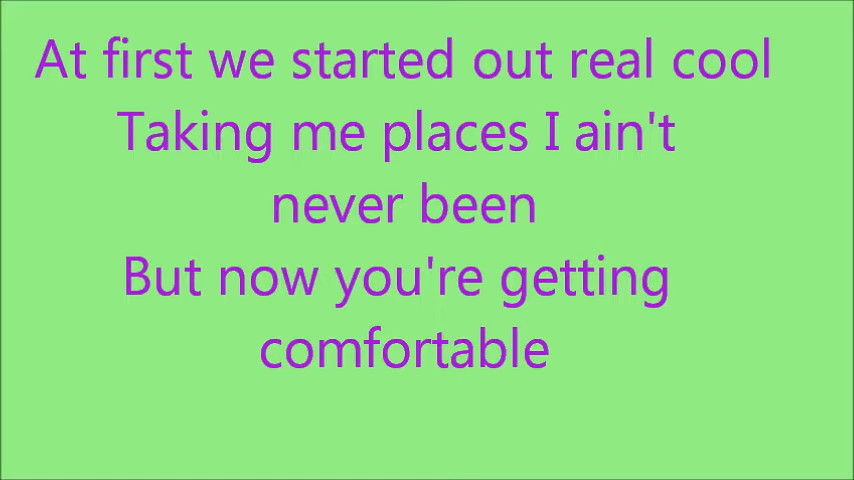 At first we started out real cool
Taking me places I ain't
never been
But now you're getting
comfortable